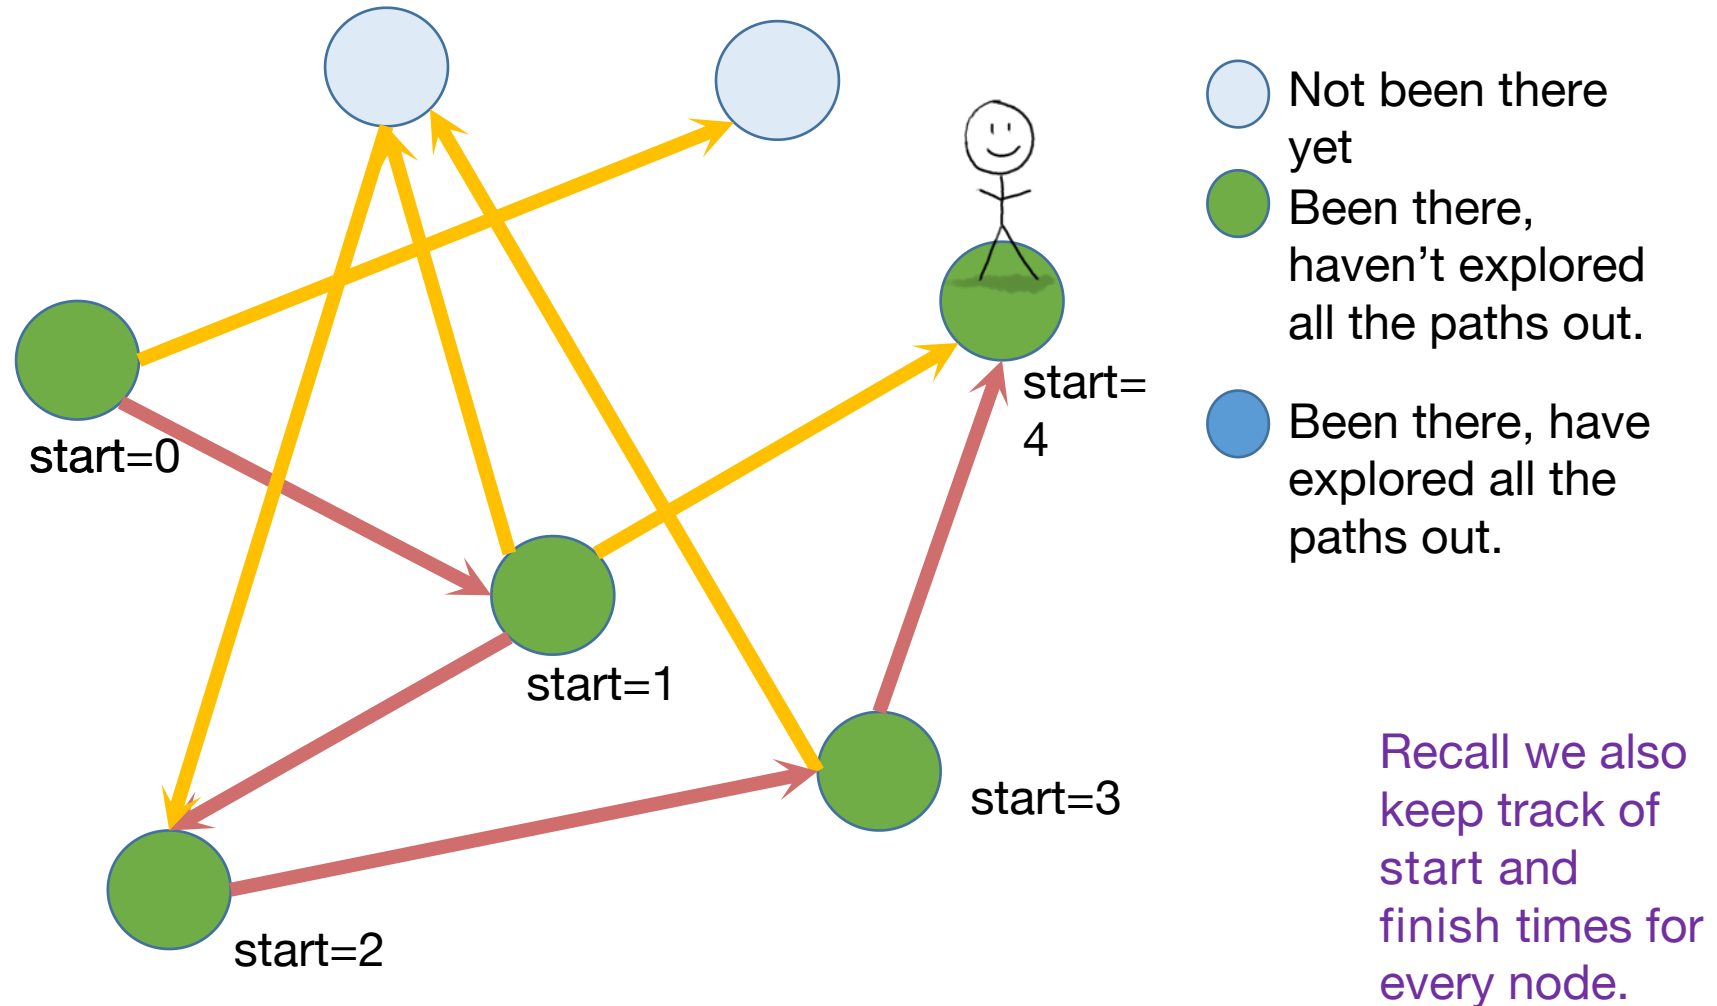 Not been there
yet
Been there,
haven’t explored
all the paths out.
start=
4
Been there, have
explored all the
paths out.
start=0
start=1
start=3
start=2
Recall we also
keep track of
start and
finish times for
every node.